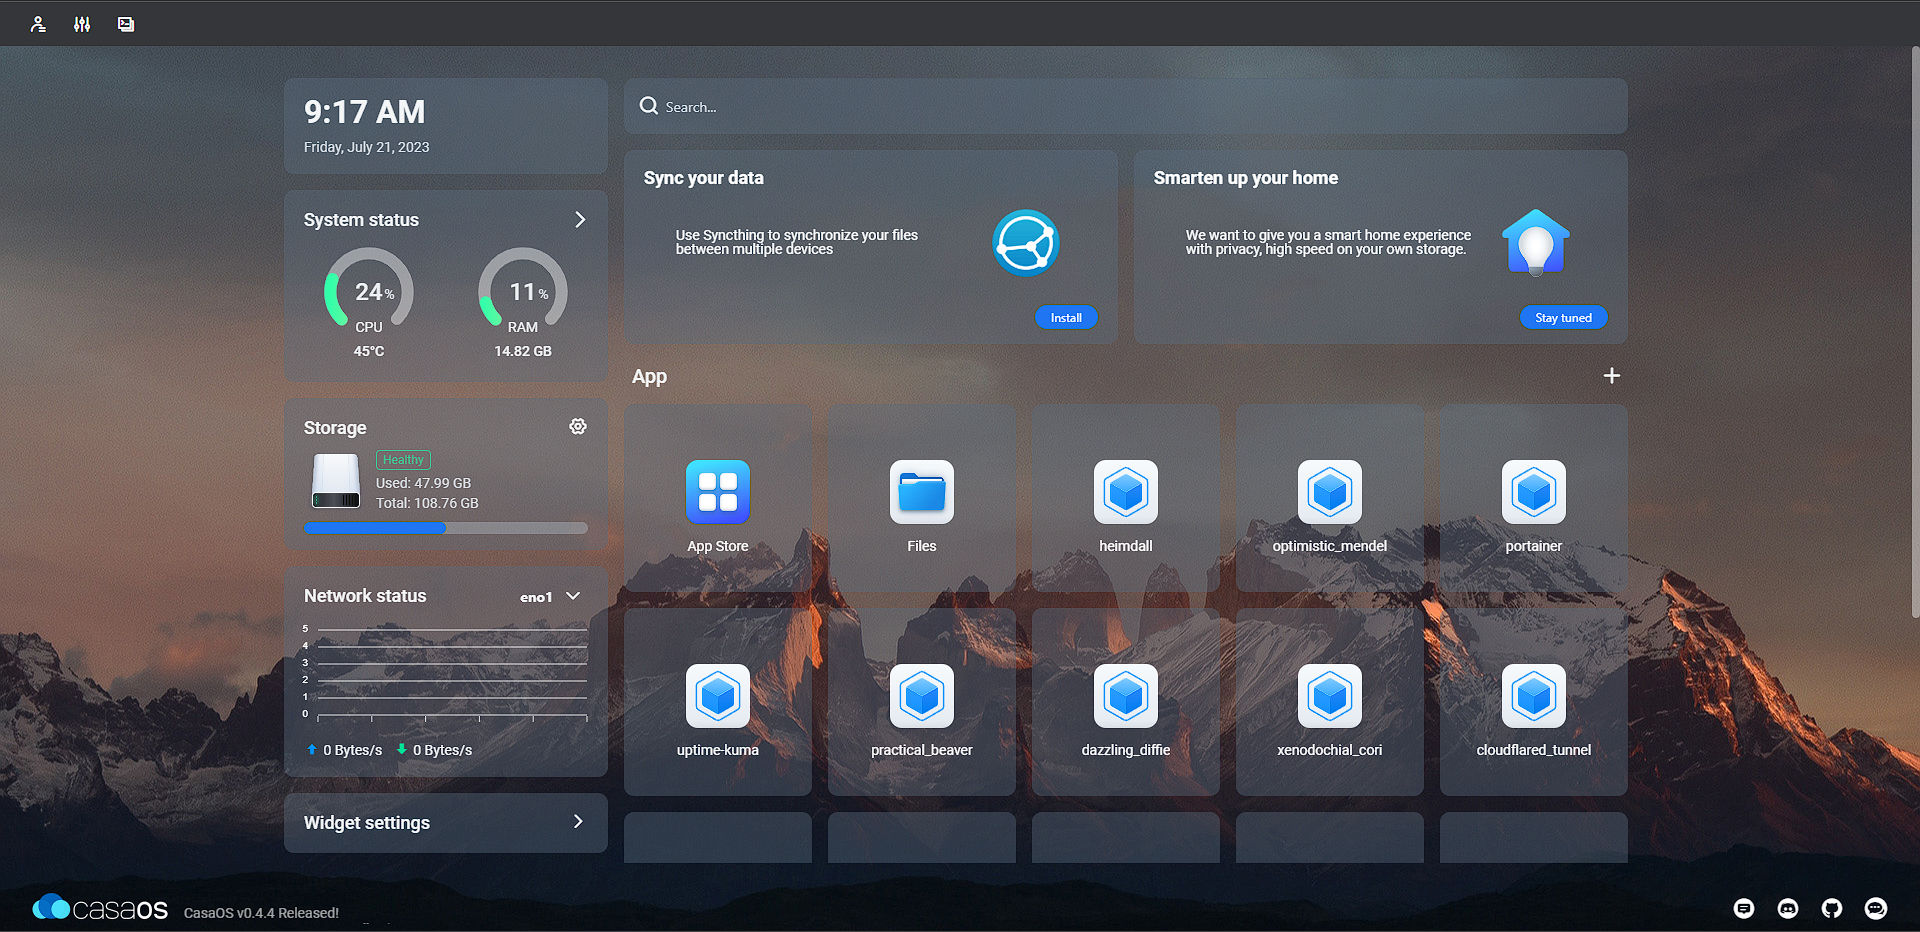 9:17 AM
Friday, July 21, 2023
System status
24%
CPU
45°C
11%
RAM
14.82 GB
Storage
Healthy
Used: 47.99 GB
Total: 108.76 GB
Network status
eno1
5
4
3
2
1
0
0 Bytes/s
0 Bytes/s
Widget settings
Search...
Sync your data
Use Syncthing to synchronize your files
between multiple devices
Install
Smarten up your home
We want to give you a smart home experience
with privacy, high speed on your own storage.
Stay tuned
App
App Store
Files
heimdall
optimistic_mendel
portainer
uptime-kuma
practical_beaver
dazzling_diffie
xenodochial_cori
cloudflared_tunnel
casaOS
CasaOS v0.4.4 Released!